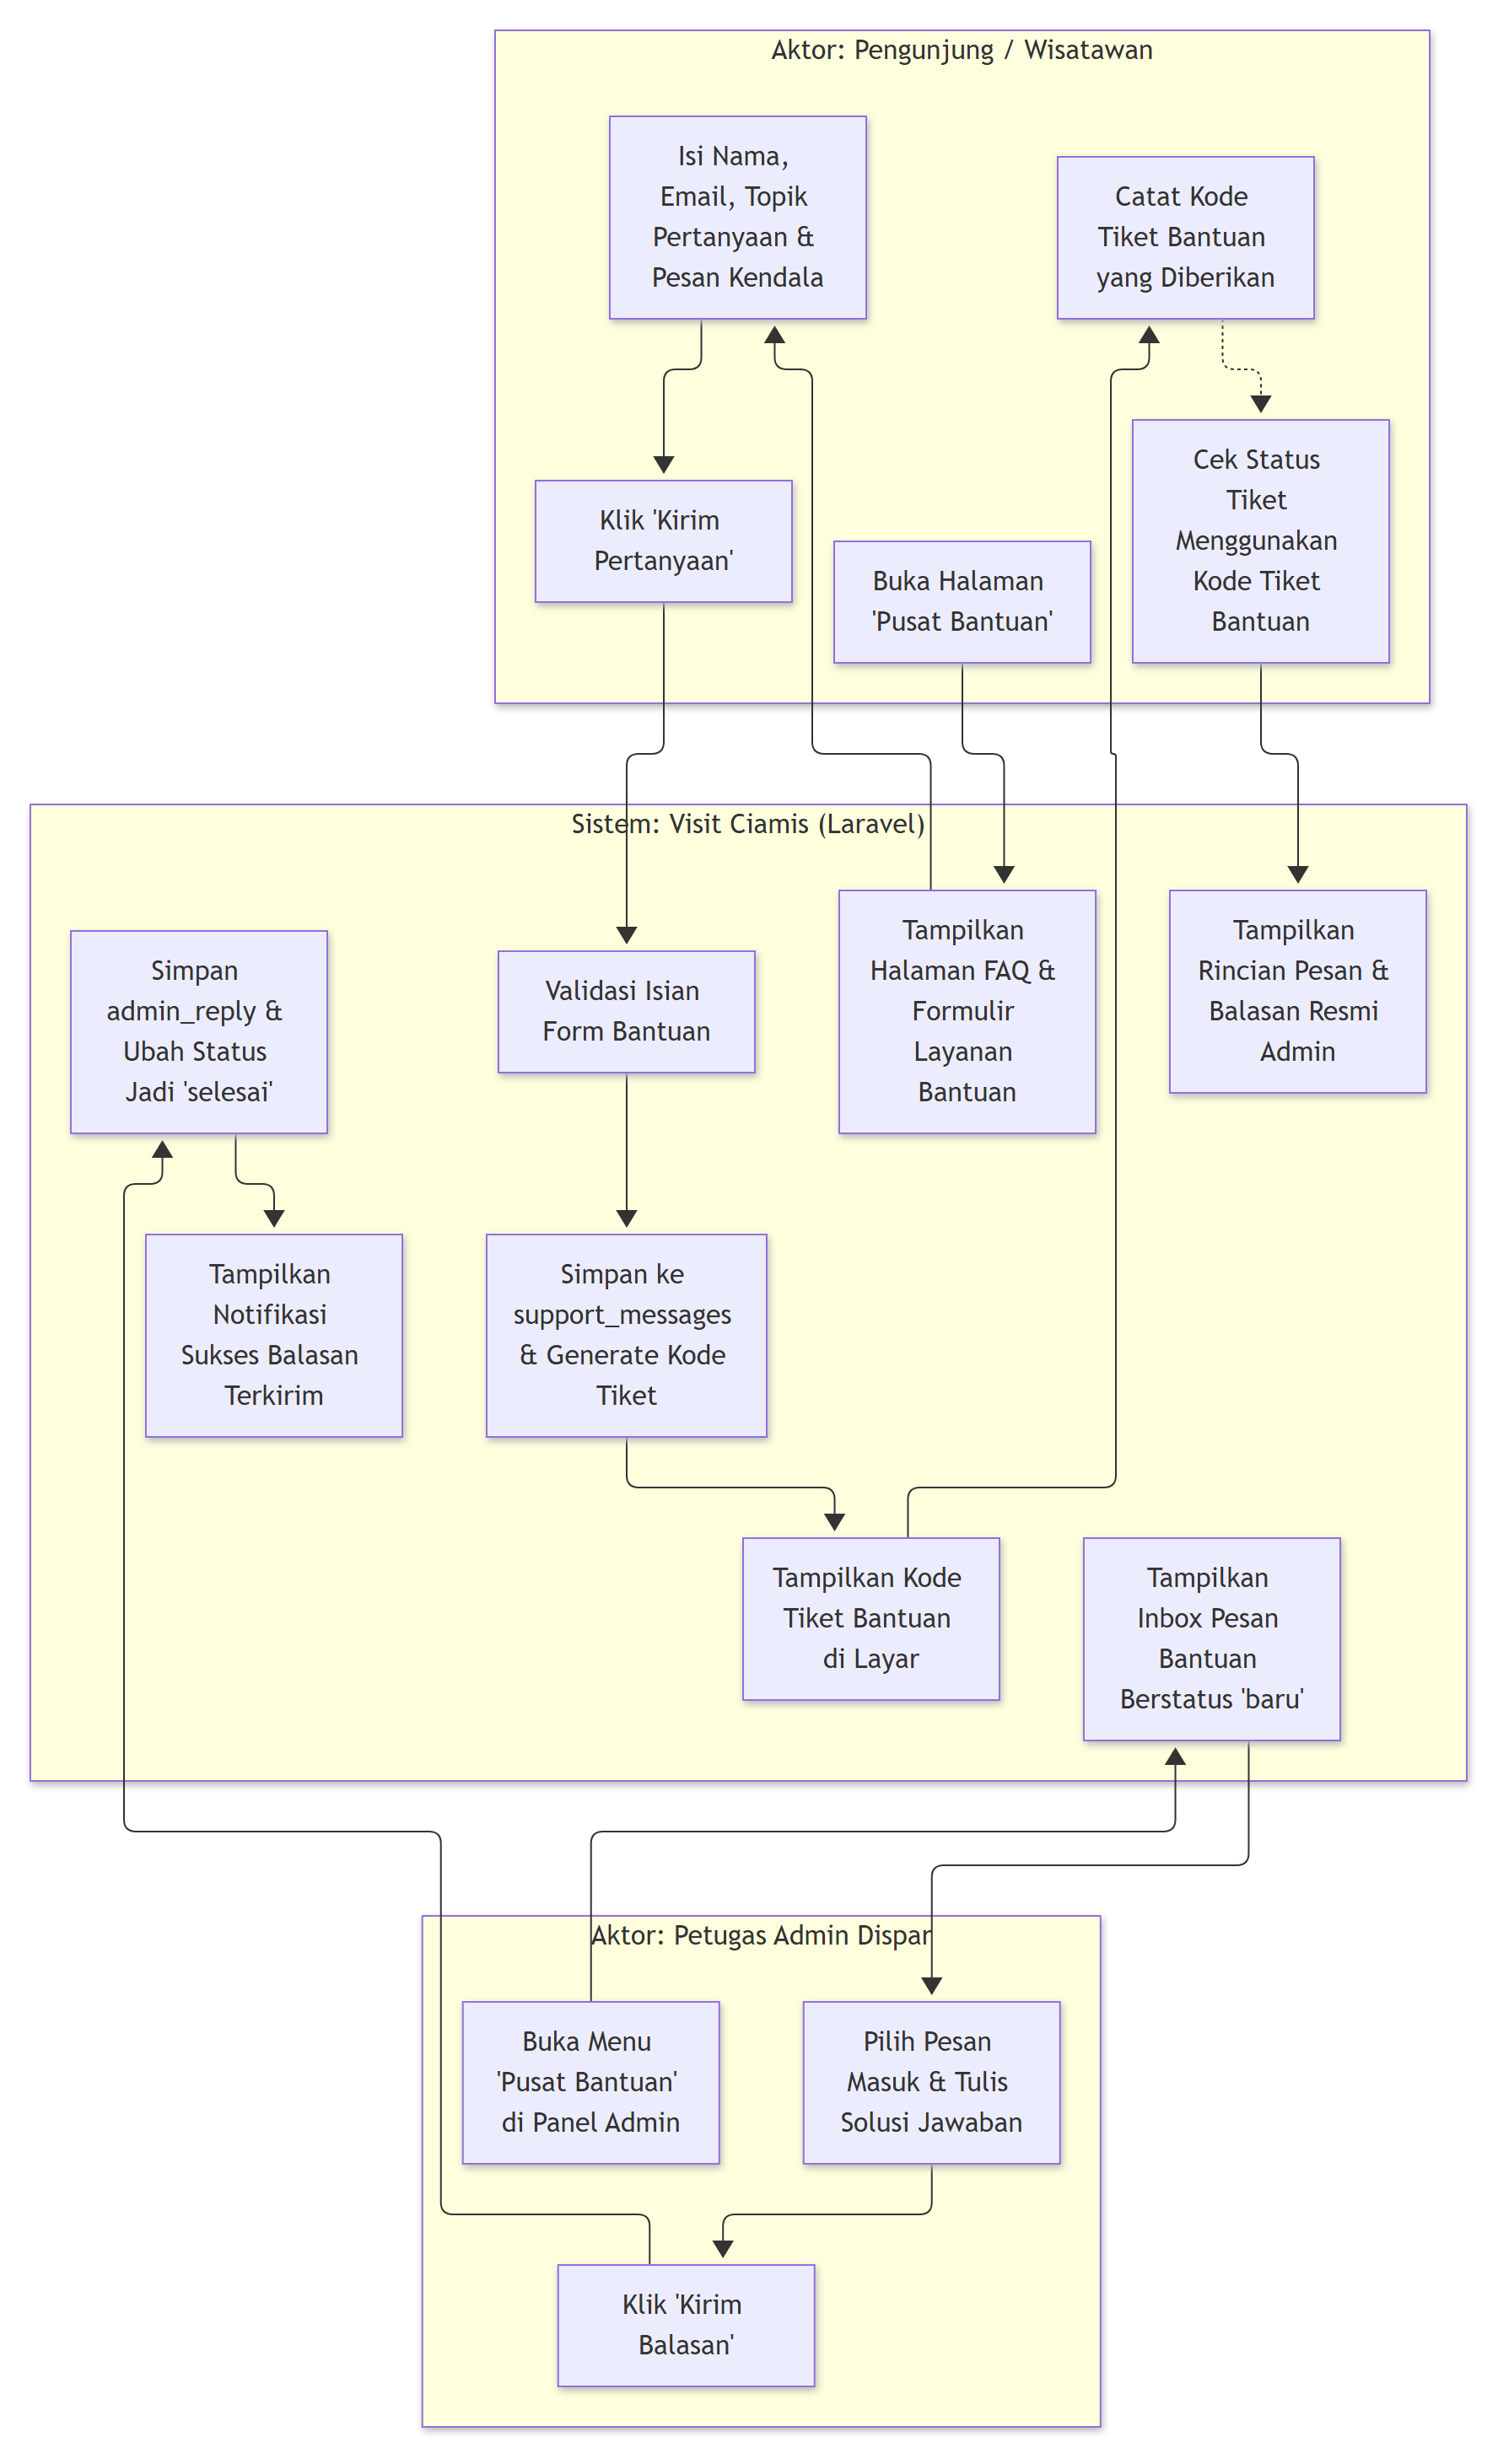 Aktor: Pengunjung / Wisatawan
Isi Nama,
Email, Topik
Pertanyaan &
Pesan Kendala
Catat Kode
Tiket Bantuan
yang Diberikan
Klik 'Kirim
Pertanyaan'
Buka Halaman
'Pusat Bantuan'
Cek Status
Tiket
Menggunakan
Kode Tiket
Bantuan
Sistem: Visit Ciamis (Laravel)
Simpan
admin_reply &
Ubah Status
Jadi 'selesai'
Validasi Isian
Form Bantuan
Tampilkan
Halaman FAQ &
Formulir
Layanan
Bantuan
Tampilkan
Rincian Pesan &
Balasan Resmi
Admin
Tampilkan
Notifikasi
Sukses Balasan
Terkirim
Simpan ke
support_messages
& Generate Kode
Tiket
Tampilkan Kode
Tiket Bantuan
di Layar
Tampilkan
Inbox Pesan
Bantuan
Berstatus 'baru'
Aktor: Petugas Admin Dispar
Buka Menu
'Pusat Bantuan'
di Panel Admin
Pilih Pesan
Masuk & Tulis
Solusi Jawaban
Klik 'Kirim
Balasan'